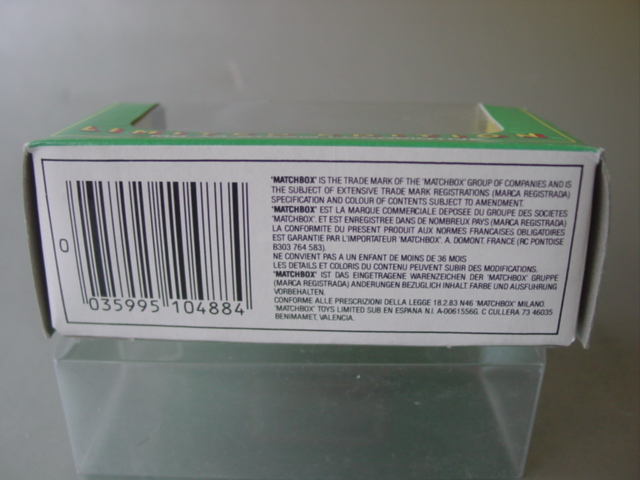 LIMITED EDITION
'MATCHBOX' IS THE TRADE MARK OF THE 'MATCHBOX' GROUP OF COMPANIES AND IS
THE SUBJECT OF EXTENSIVE TRADE MARK REGISTRATIONS (MARCA REGISTRADA)
SPECIFICATION AND COLOUR OF CONTENTS SUBJECT TO AMENDMENT.
'MATCHBOX' EST LA MARQUE COMMERCIALE DEPOSEE DU GROUPE DES SOCIETES
'MATCHBOX'. ET EST ENREGISTREE DANS DE NOMBREUX PAYS (MARCA REGISTRADA)
LA CONFORMITE DU PRESENT PRODUIT AUX NORMES FRANCAISES OBLIGATOIRES
EST GARANTIE PAR L'IMPORTATEUR 'MATCHBOX'. A. DOMONT. FRANCE (RC PONTOISE
B303 764 583).
NE CONVIENT PAS A UN ENFANT DE MOINS DE 36 MOIS
LES DETAILS ET COLORIS DU CONTENU PEUVENT SUBIR DES MODIFICATIONS.
'MATCHBOX' IST DAS EINGETRAGENE WARENZEICHEN DER 'MATCHBOX' GRUPPE
(MARCA REGISTRADA) ANDERUNGEN BEZUGLICH INHALT. FARBE UND AUSFUHRUNG
VORBEHALTEN.
CONFORME ALLE PRESCRIZIONI DELLA LEGGE 18.2.83 N46 'MATCHBOX' MILANO.
'MATCHBOX' TOYS LIMITED SUB EN ESPANA N.I. A-0061556G. C CULLERA 73 46035
BENIMAMET, VALENCIA.
0
035995 104884